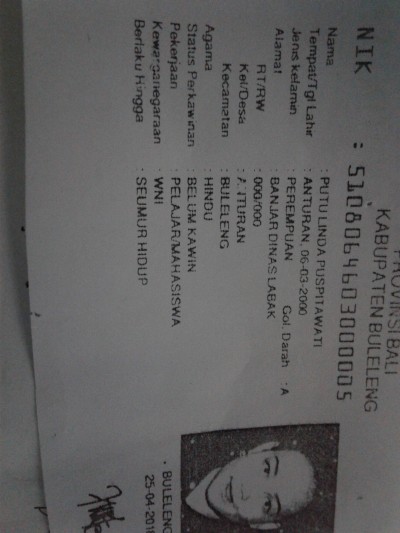 PROVINSI BALI
KABUPATEN BULELENG
NIK : 5108064603000005
Nama : PUTU LINDA PUSPITAWATI
Tempat/Tgl Lahir : ANTURAN, 06-03-2000
Jenis kelamin : PEREMPUAN Gol. Darah : A
Alamat : BANJAR DINAS LABAK
RT/RW : 000/000
Kel/Desa : ANTURAN
Kecamatan : BULELENG
Agama : HINDU
Status Perkawinan : BELUM KAWIN
Pekerjaan : PELAJAR/MAHASISWA
Kewarganegaraan : WNI
Berlaku Hingga : SEUMUR HIDUP
BULELENG
25-04-201